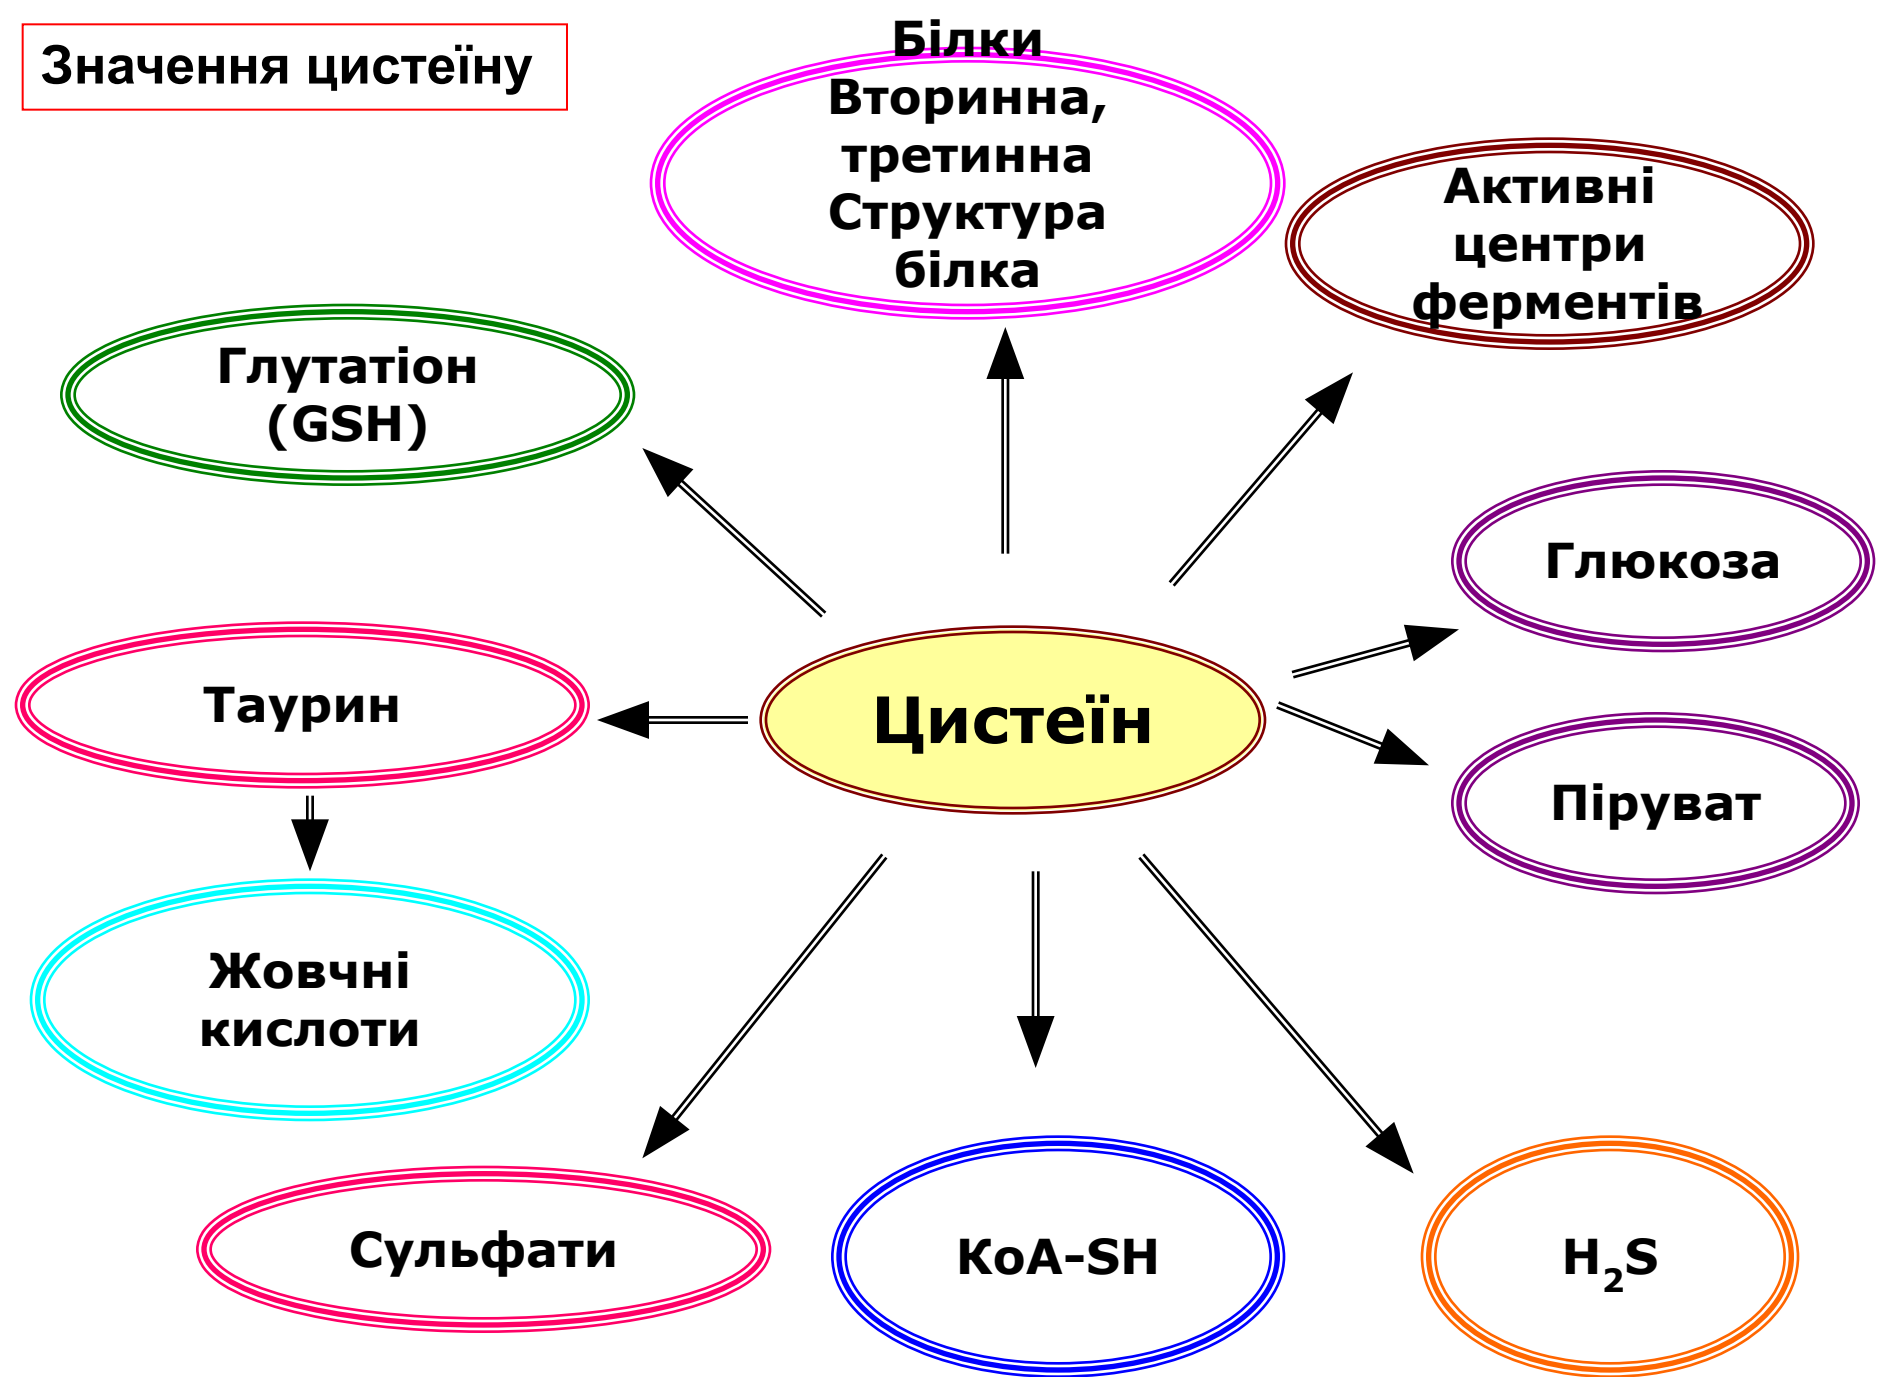 Значення цистеїну
Білки
Вторинна,
третинна
Структура
білка
Активні
центри
ферментів
Глутатіон
(GSH)
Глюкоза
Таурин
Цистеїн
Піруват
Жовчні
кислоти
Сульфати
КоА–SH
H₂S